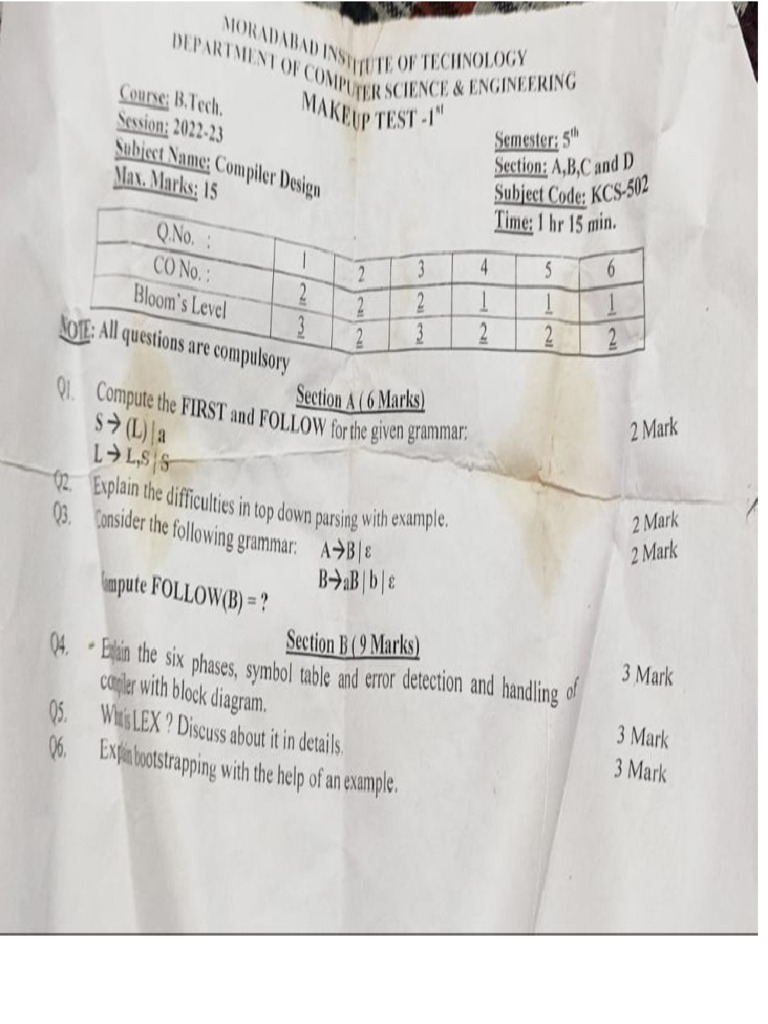 MORADABAD INSTITUTE OF TECHNOLOGY
DEPARTMENT OF COMPUTER SCIENCE & ENGINEERING
MAKEUP TEST -1st
Course: B.Tech.
Session: 2022-23
Subject Name: Compiler Design
Max. Marks: 15
Semester: 5th
Section: A,B,C and D
Subject Code: KCS-502
Time: 1 hr 15 min.
Q.No. : 1 2 3 4 5 6
CO No. : 2 2 2 1 1 1
Bloom's Level 3 2 3 2 2 2
NOTE: All questions are compulsory
Section A ( 6 Marks)
Q1. Compute the FIRST and FOLLOW for the given grammar: 2 Mark
S→ (L) | a
L→ L,S | S
Q2. Explain the difficulties in top down parsing with example. 2 Mark
Q3. Consider the following grammar: A→B | ε 2 Mark
B→aB | b | ε
Compute FOLLOW(B) = ?
Section B ( 9 Marks)
Q4. Explain the six phases, symbol table and error detection and handling of 3 Mark
compiler with block diagram.
Q5. What is LEX ? Discuss about it in details. 3 Mark
Q6. Explain bootstrapping with the help of an example. 3 Mark